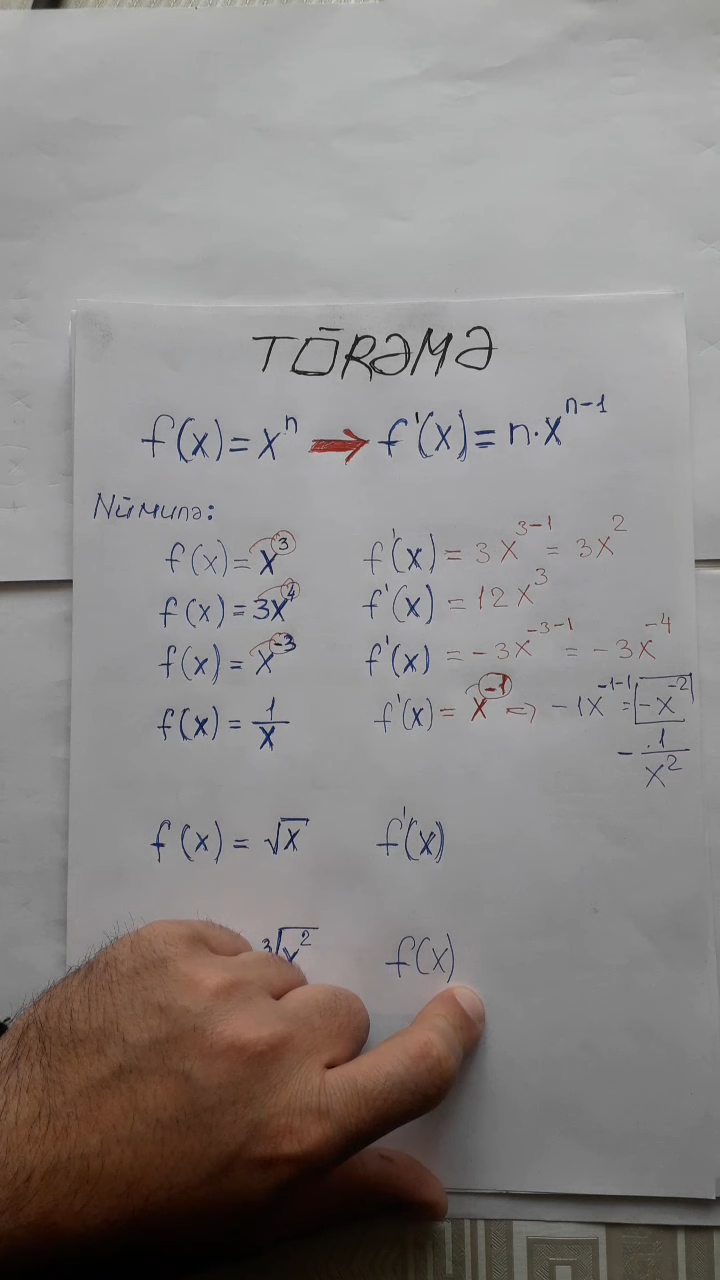 TÖRƏMƏ
f(x) = xⁿ → f'(x) = n·xⁿ⁻¹
Nümunə:
f(x) = x³ f'(x) = 3x³⁻¹ = 3x²
f(x) = 3x⁴ f'(x) = 12x³
f(x) = x⁻³ f'(x) = -3x⁻³⁻¹ = -3x⁻⁴
f(x) = 1/x f'(x) = x⁻¹ ⇔ -1x⁻¹⁻¹ = -x⁻²
- 1/x²
f(x) = √x f'(x)
³√x² f(x)